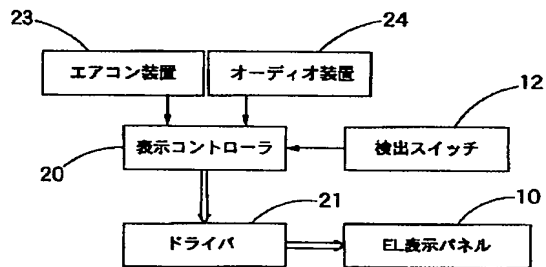 23
24
エアコン装置
オーディオ装置
12
表示コントローラ
検出スイッチ
20
21
10
ドライバ
EL表示パネル